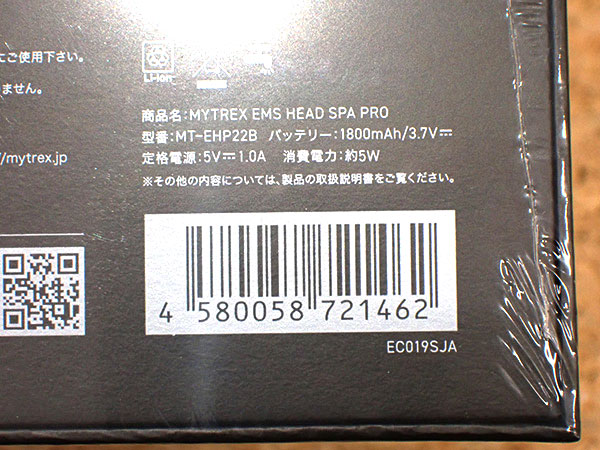 にご使用下さい。
りません。
//mytrex.jp
Li-ion
商品名：MYTREX EMS HEAD SPA PRO
型番：MT-EHP22B バッテリー：1800mAh/3.7V⎓
定格電源：5V⎓1.0A 消費電力：約5W
※その他の内容については、製品の取扱説明書をご覧ください。
4 580058 721462
EC019SJA